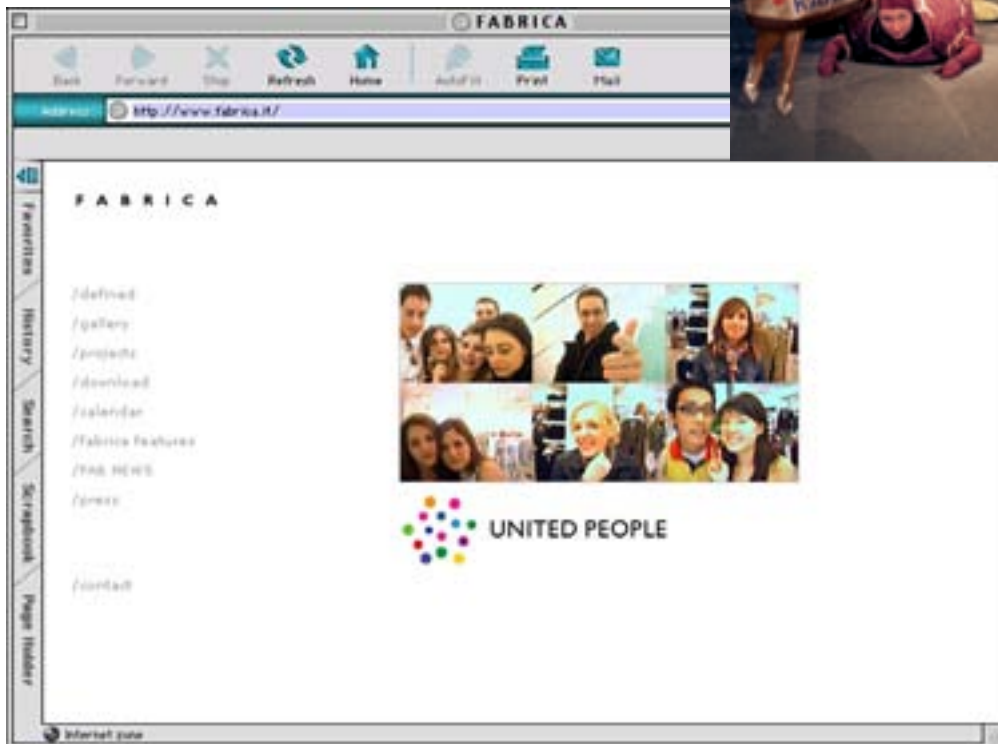 FABRICA
Back Forward Stop Refresh Home AutoFill Print Mail
Address http://www.fabrica.it/
FABRICA
Favorites
History
Search
Scrapbook
Page Holder
/defined
/gallery
/projects
/download
/calendar
/fabrica features
/FAB NEWS
/press
/contact
UNITED PEOPLE
Internet zone